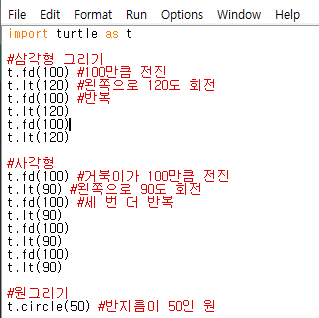 File Edit Format Run Options Window Help
import turtle as t
#삼각형 그리기
t.fd(100) #100만큼 전진
t.lt(120) #왼쪽으로 120도 회전
t.fd(100) #반복
t.lt(120)
t.fd(100)
t.lt(120)
#사각형
t.fd(100) #거북이가 100만큼 전진
t.lt(90) #왼쪽으로 90도 회전
t.fd(100) #세 번 더 반복
t.lt(90)
t.fd(100)
t.lt(90)
t.fd(100)
t.lt(90)
#원그리기
t.circle(50) #반지름이 50인 원